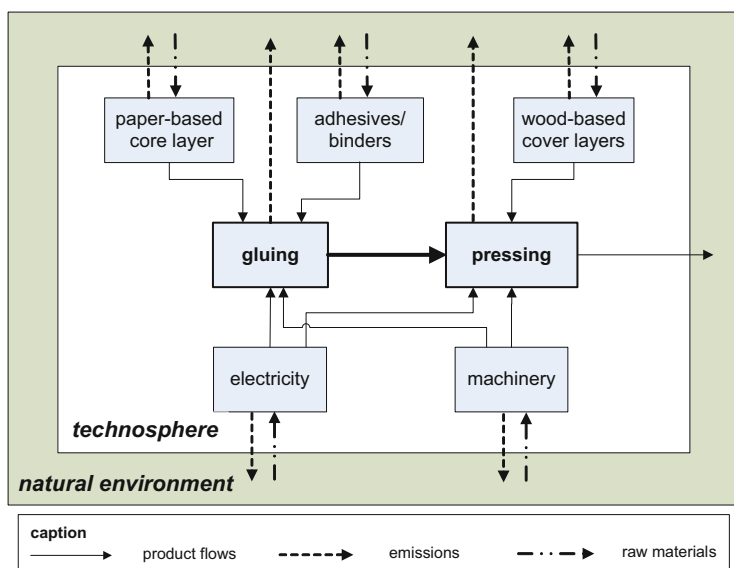 paper-based
core layer
adhesives/
binders
wood-based
cover layers
gluing
pressing
electricity
machinery
technosphere
natural environment
caption
product flows
emissions
raw materials